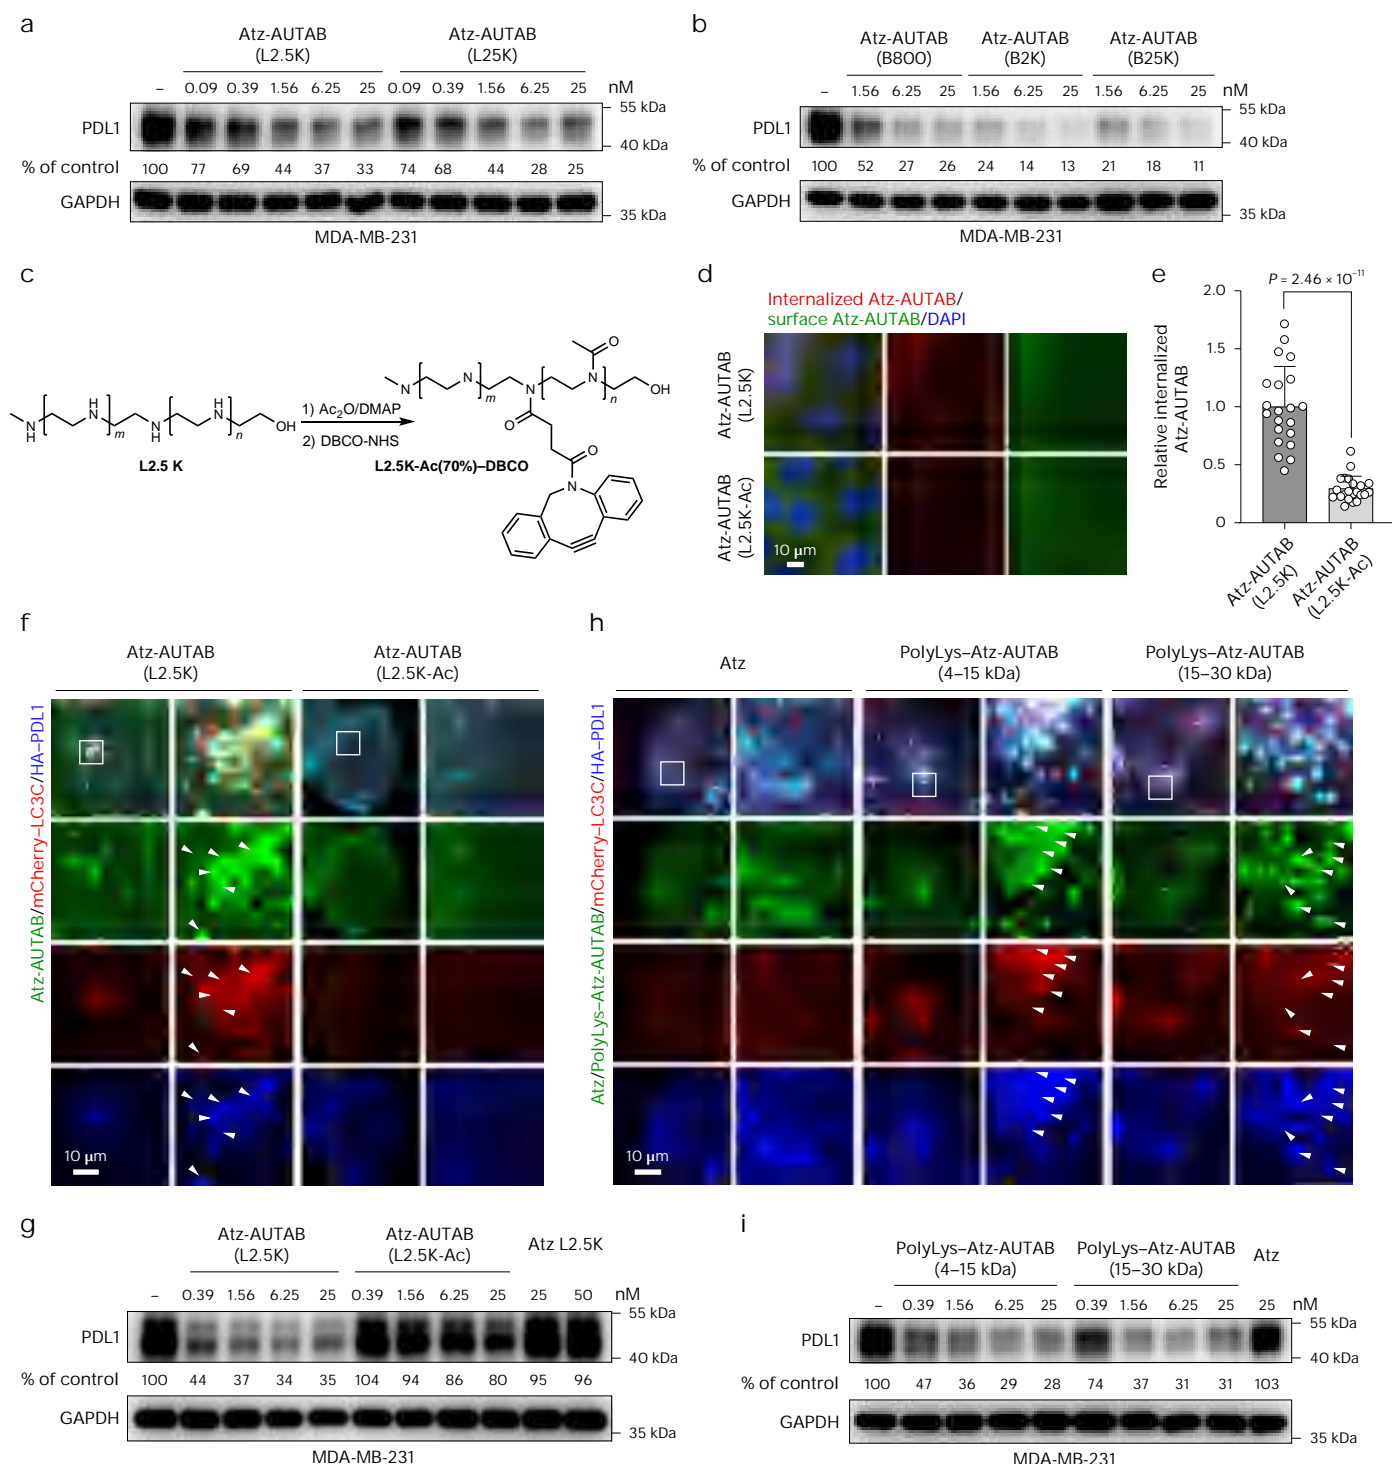 a
Atz-AUTAB
(L2.5K)
Atz-AUTAB
(L25K)
– 0.09 0.39 1.56 6.25 25 0.09 0.39 1.56 6.25 25 nM
PDL1
55 kDa
40 kDa
% of control 100 77 69 44 37 33 74 68 44 28 25
GAPDH
35 kDa
MDA-MB-231
b
Atz-AUTAB
(B800)
Atz-AUTAB
(B2K)
Atz-AUTAB
(B25K)
– 1.56 6.25 25 1.56 6.25 25 1.56 6.25 25 nM
PDL1
55 kDa
40 kDa
% of control 100 52 27 26 24 14 13 21 18 11
GAPDH
35 kDa
MDA-MB-231
c
N
H
H
N
m
N
H
H
N
n
OH
L2.5 K
1) Ac2O/DMAP
2) DBCO-NHS
N
N
m
N
O
N
n
OH
O
O
N
L2.5K-Ac(70%)–DBCO
d
Internalized Atz-AUTAB/
surface Atz-AUTAB/DAPI
Atz-AUTAB
(L2.5K)
Atz-AUTAB
(L2.5K-Ac)
10 μm
e
P = 2.46 × 10⁻¹¹
Relative internalized
Atz-AUTAB
2.0
1.5
1.0
0.5
0
Atz-AUTAB
(L2.5K)
Atz-AUTAB
(L2.5K-Ac)
f
Atz-AUTAB
(L2.5K)
Atz-AUTAB
(L2.5K-Ac)
Atz-AUTAB/mCherry–LC3C/HA–PDL1
10 μm
h
Atz
PolyLys–Atz-AUTAB
(4–15 kDa)
PolyLys–Atz-AUTAB
(15–30 kDa)
Atz/PolyLys–Atz-AUTAB/mCherry–LC3C/HA–PDL1
10 μm
g
Atz-AUTAB
(L2.5K)
Atz-AUTAB
(L2.5K-Ac)
Atz L2.5K
– 0.39 1.56 6.25 25 0.39 1.56 6.25 25 25 50 nM
PDL1
55 kDa
40 kDa
% of control 100 44 37 34 35 104 94 86 80 95 96
GAPDH
35 kDa
MDA-MB-231
i
PolyLys–Atz-AUTAB
(4–15 kDa)
PolyLys–Atz-AUTAB
(15–30 kDa)
Atz
– 0.39 1.56 6.25 25 0.39 1.56 6.25 25 25 nM
PDL1
55 kDa
40 kDa
% of control 100 47 36 29 28 74 37 31 31 103
GAPDH
35 kDa
MDA-MB-231